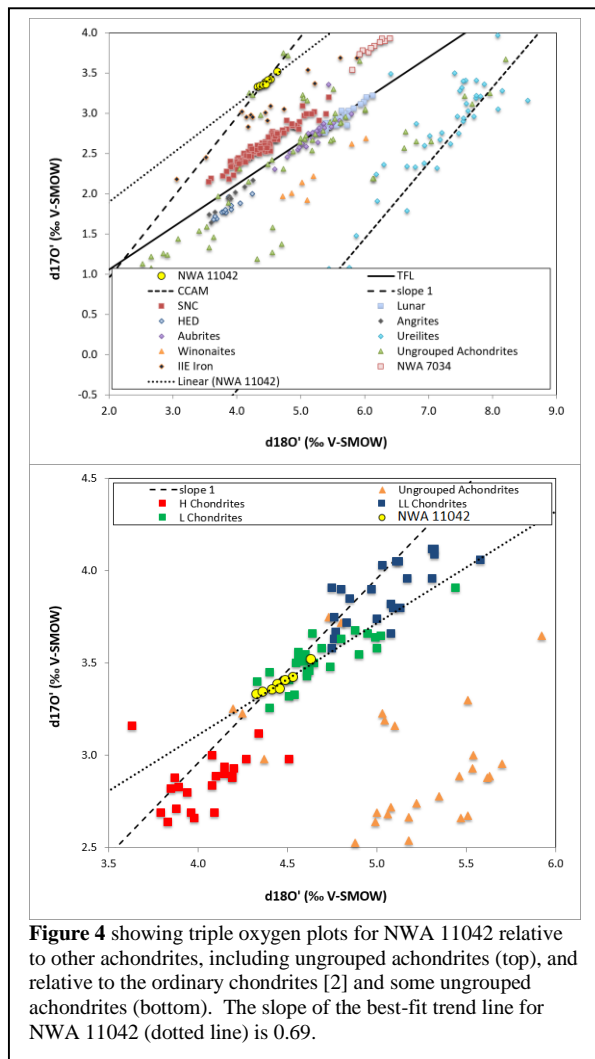 4.0
3.5
3.0
2.5
2.0
1.5
1.0
0.5
0.0
-0.5
d17O' (‰ V-SMOW)
NWA 11042 TFL
CCAM slope 1
SNC Lunar
HED Angrites
Aubrites Ureilites
Winonaites Ungrouped Achondrites
IIE Iron NWA 7034
Linear (NWA 11042)
2.0 3.0 4.0 5.0 6.0 7.0 8.0 9.0
d18O' (‰ V-SMOW)
4.5
4.0
3.5
3.0
2.5
d17O' (‰ V-SMOW)
slope 1 Ungrouped Achondrites
H Chondrites LL Chondrites
L Chondrites NWA 11042
3.5 4.0 4.5 5.0 5.5 6.0
d18O' (‰ V-SMOW)
Figure 4 showing triple oxygen plots for NWA 11042 relative
to other achondrites, including ungrouped achondrites (top), and
relative to the ordinary chondrites [2] and some ungrouped
achondrites (bottom). The slope of the best-fit trend line for
NWA 11042 (dotted line) is 0.69.